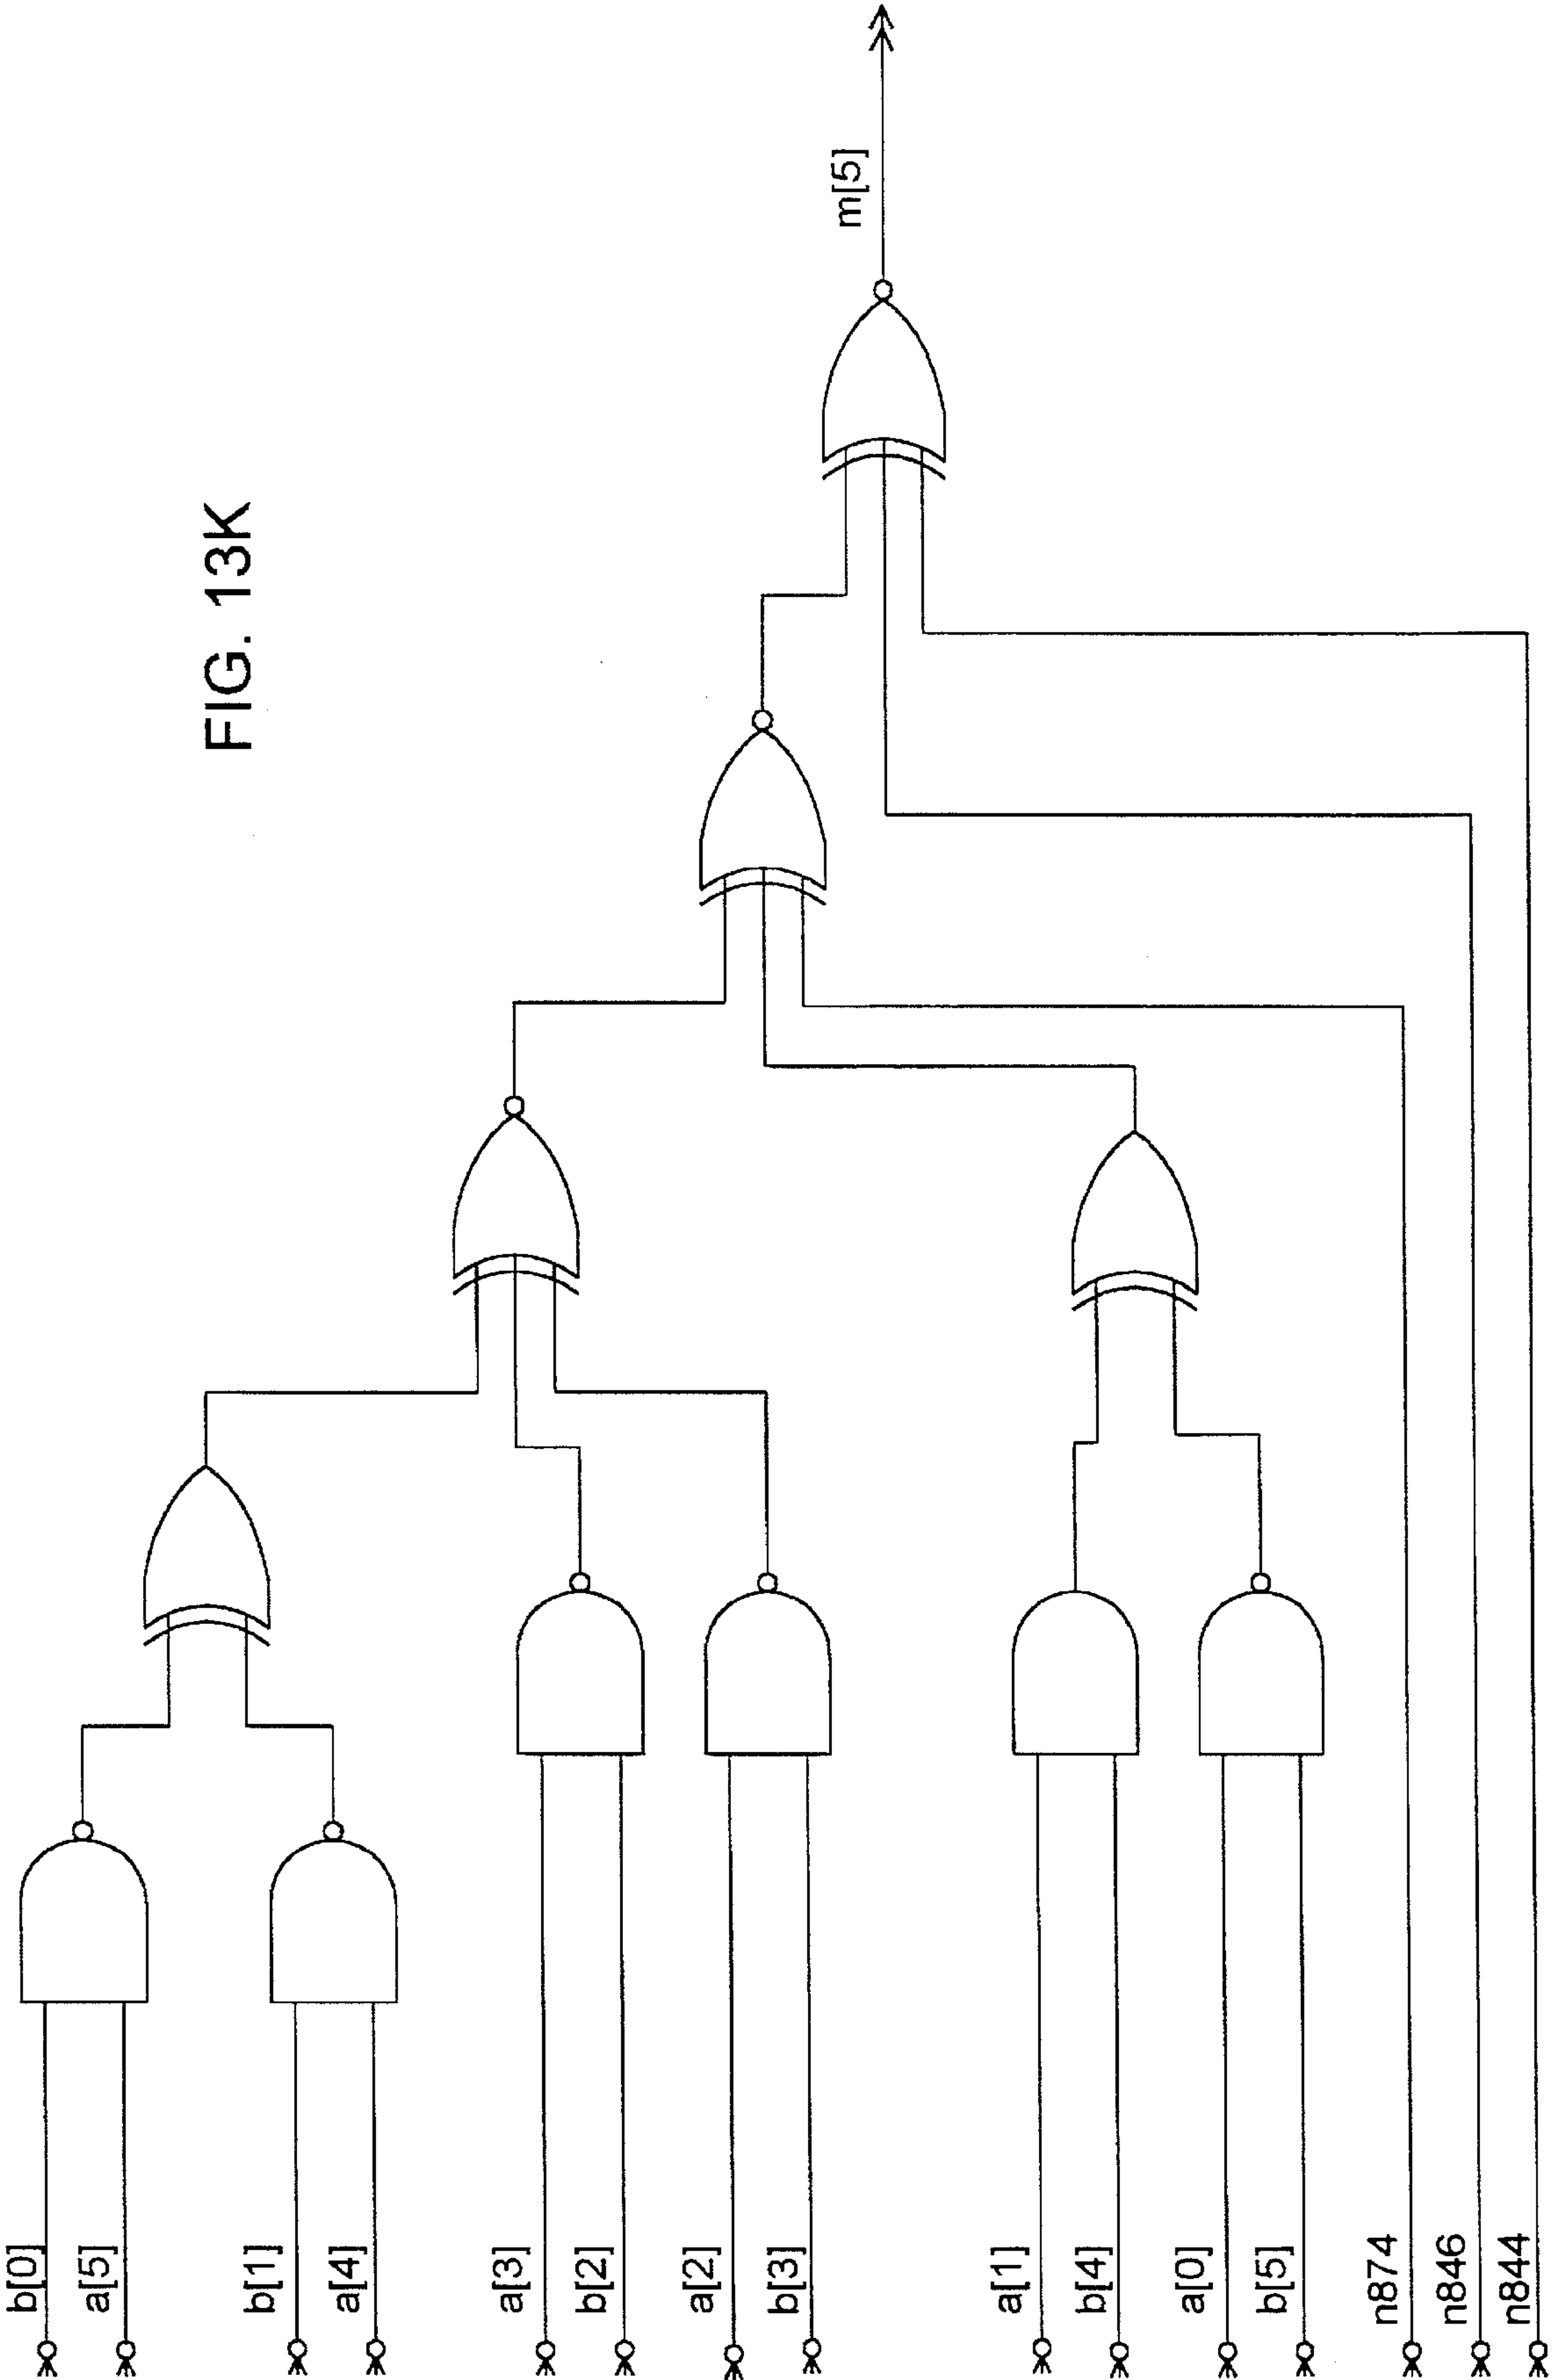 FIG. 13K
b[0]
a[5]
b[1]
a[4]
a[3]
b[2]
a[2]
b[3]
a[1]
b[4]
a[0]
b[5]
n874
n846
n844
m[5]